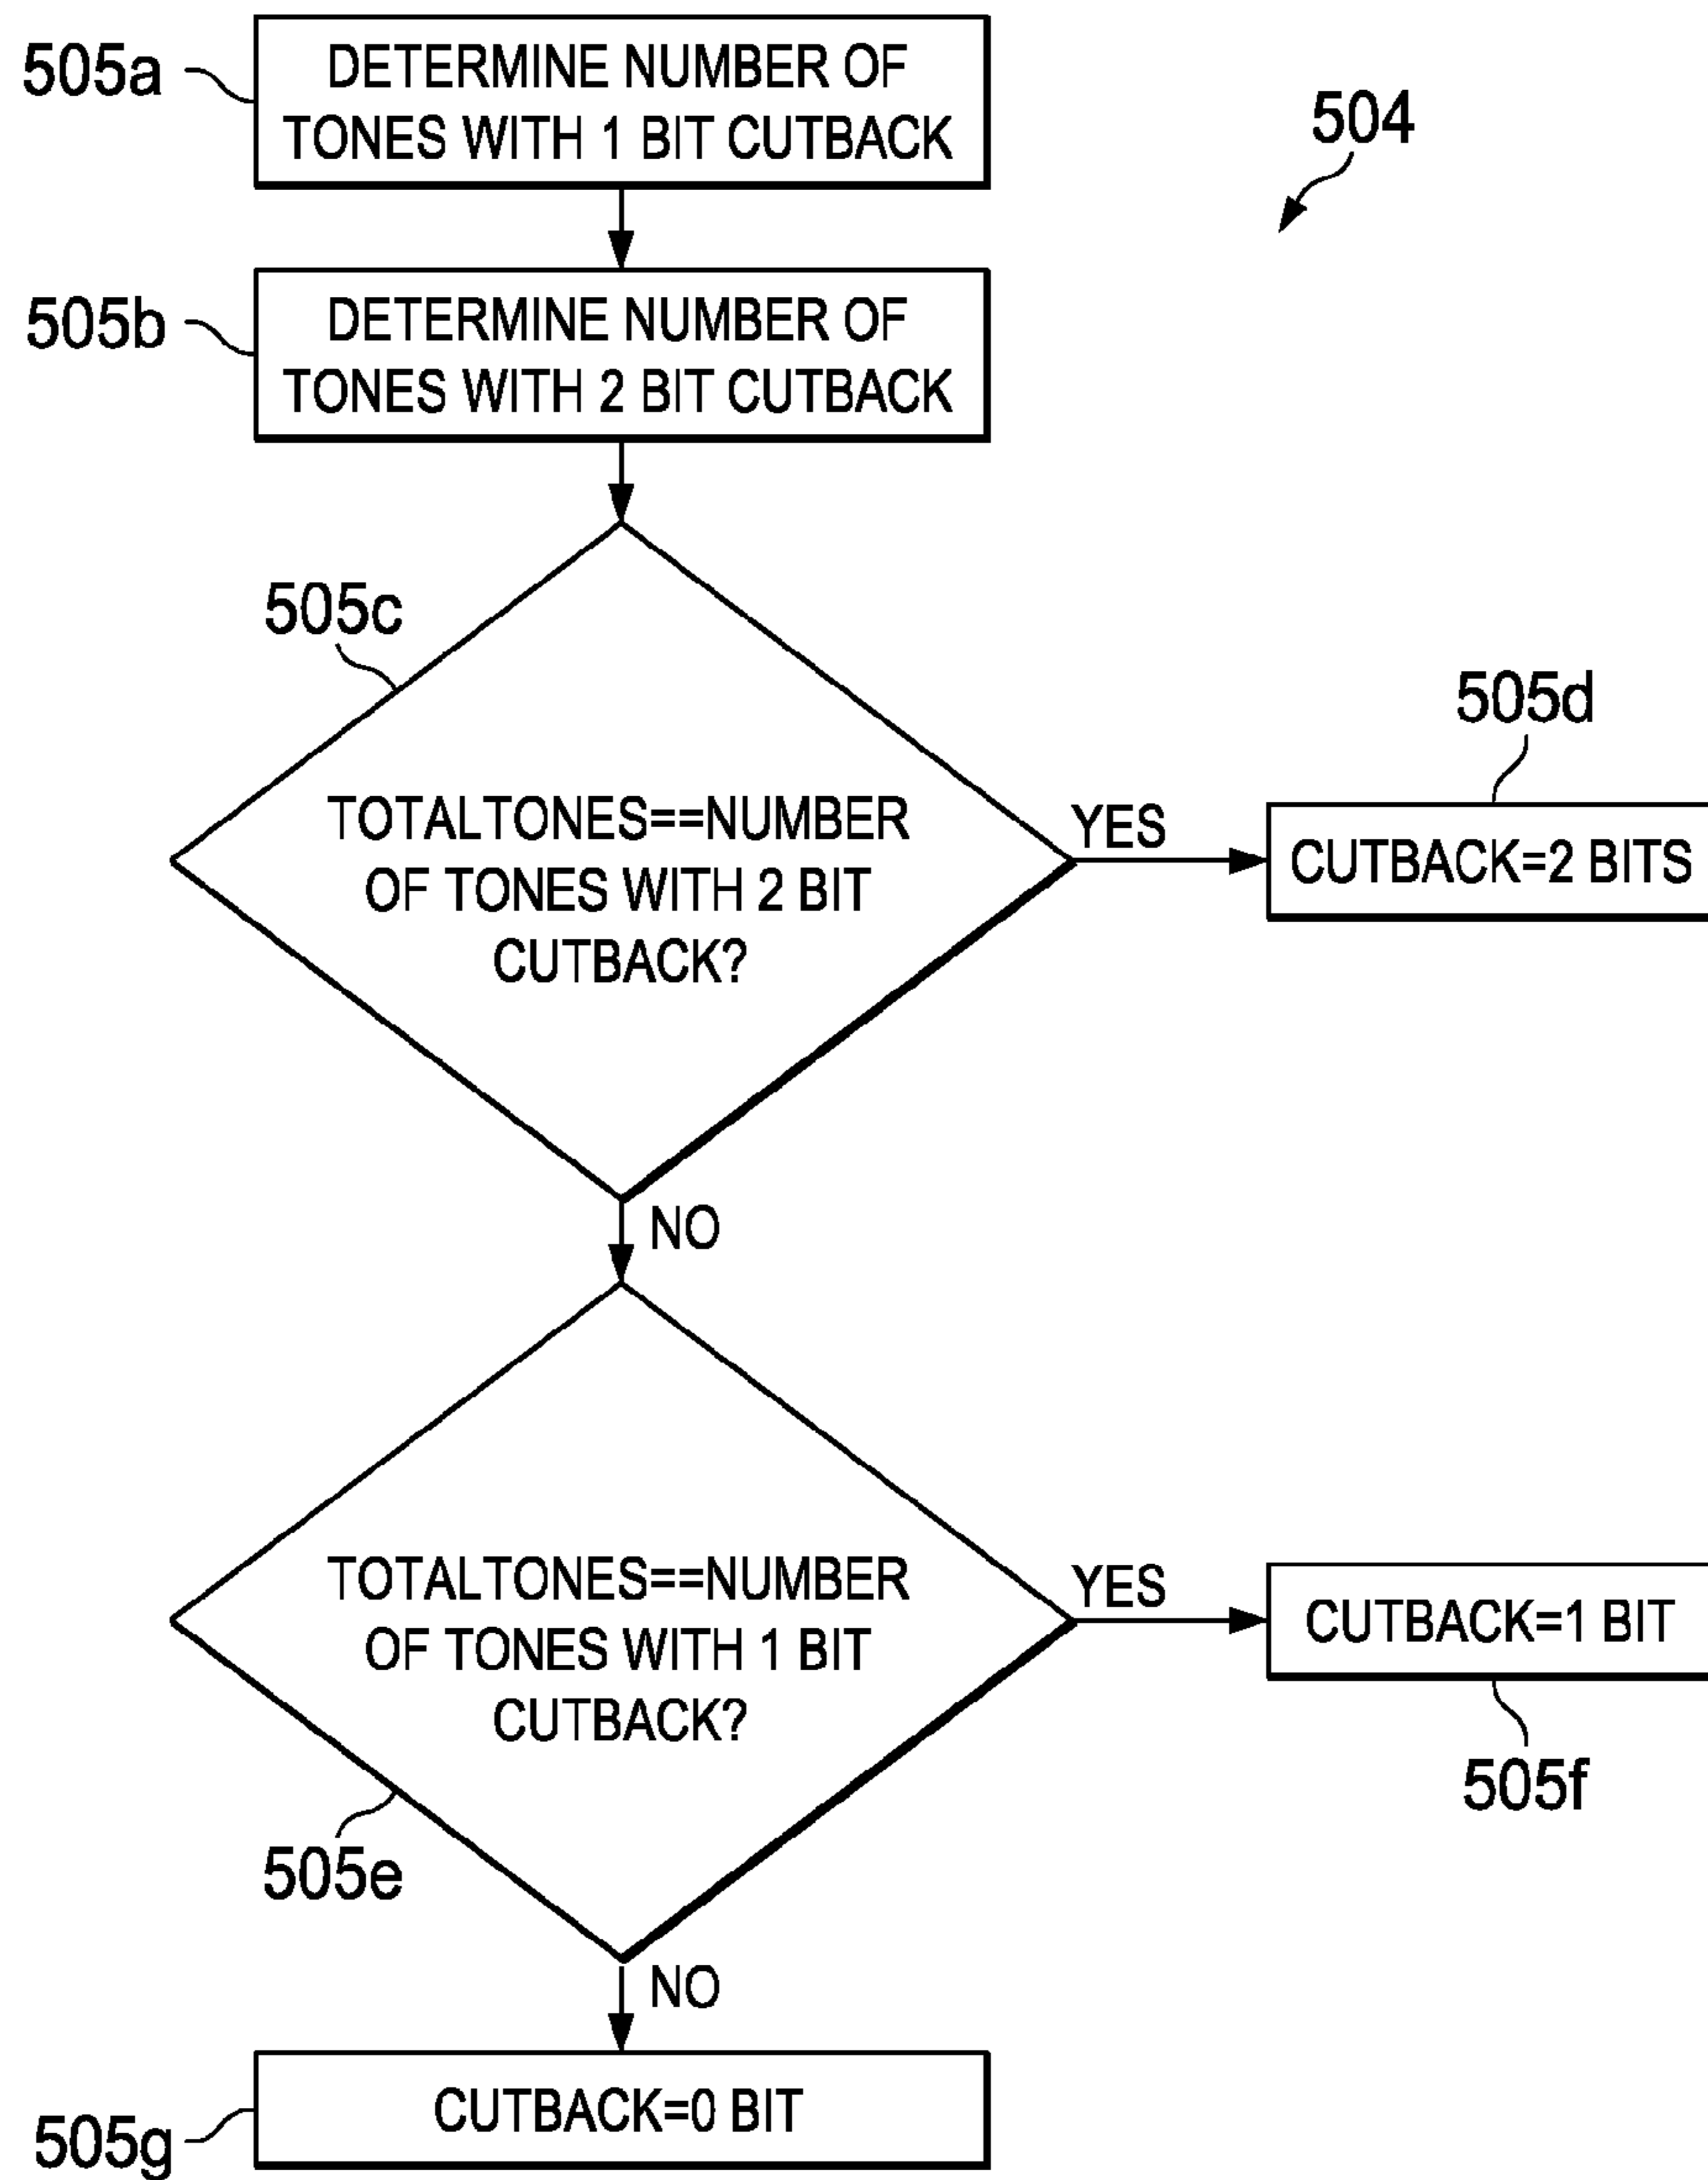 505a
DETERMINE NUMBER OF
TONES WITH 1 BIT CUTBACK
504
505b
DETERMINE NUMBER OF
TONES WITH 2 BIT CUTBACK
505c
TOTALTONES==NUMBER
OF TONES WITH 2 BIT
CUTBACK?
YES
505d
CUTBACK=2 BITS
NO
TOTALTONES==NUMBER
OF TONES WITH 1 BIT
CUTBACK?
YES
CUTBACK=1 BIT
505f
505e
NO
CUTBACK=0 BIT
505g